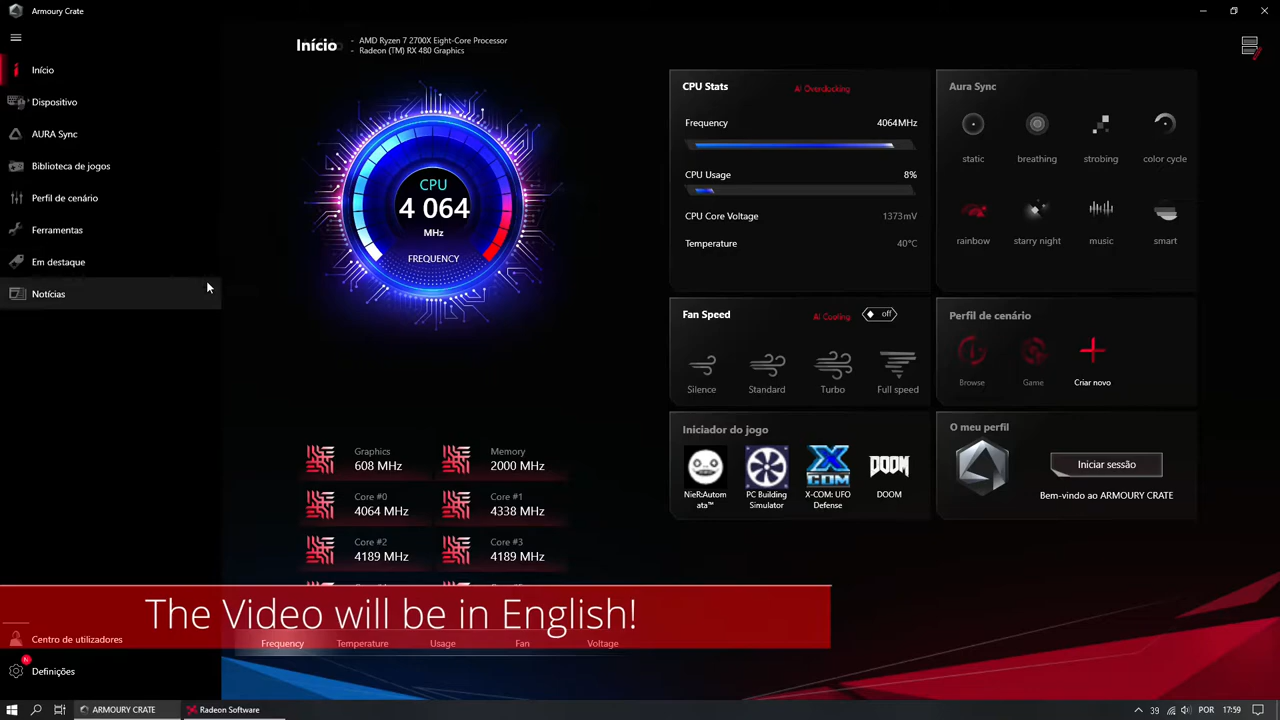 Armoury Crate
Início
Dispositivo
AURA Sync
Biblioteca de jogos
Perfil de cenário
Ferramentas
Em destaque
Notícias
Centro de utilizadores
N
Definições
Início
- AMD Ryzen 7 2700X Eight-Core Processor
- Radeon (TM) RX 480 Graphics
CPU
4 064
MHz
FREQUENCY
Graphics
608 MHz
Memory
2000 MHz
Core #0
4064 MHz
Core #1
4338 MHz
Core #2
4189 MHz
Core #3
4189 MHz
The Video will be in English!
Frequency Temperature Usage Fan Voltage
CPU Stats AI Overclocking
Frequency 4064MHz
CPU Usage 8%
CPU Core Voltage 1373mV
Temperature 40°C
Aura Sync
static breathing strobing color cycle
rainbow starry night music smart
Fan Speed AI Cooling off
Silence Standard Turbo Full speed
Perfil de cenário
Browse Game Criar novo
Iniciador do jogo
X
COM
DOOM
NieR:Autom
ata™
PC Building
Simulator
X-COM: UFO
Defense
DOOM
O meu perfil
Iniciar sessão
Bem-vindo ao ARMOURY CRATE
ARMOURY CRATE Radeon Software 39 POR 17:59